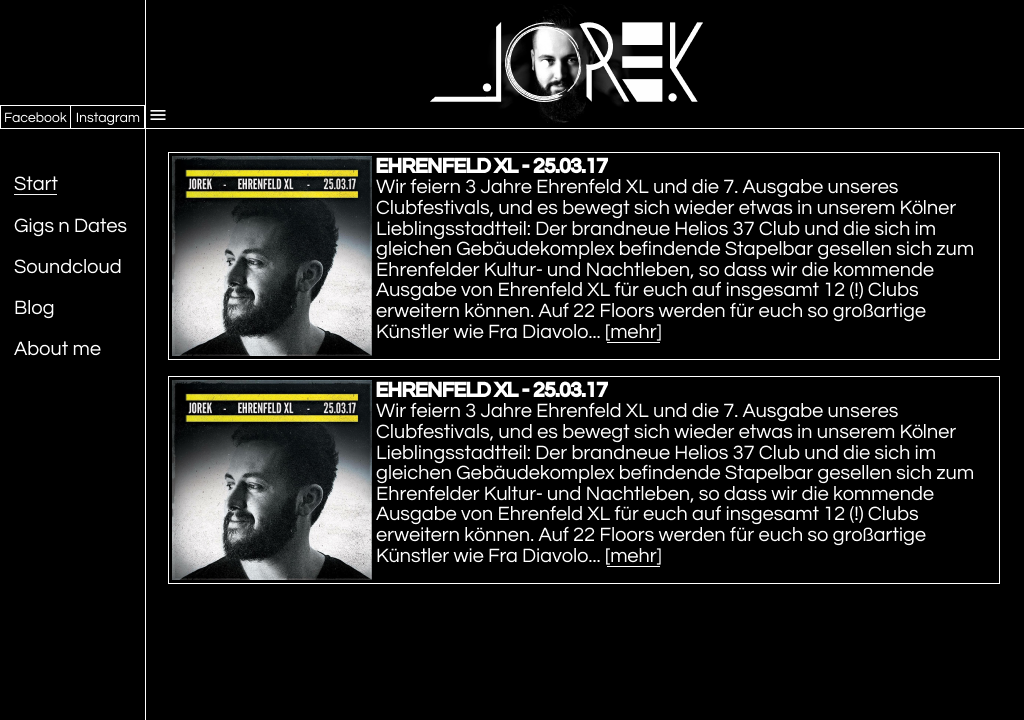 .JOREK
Facebook Instagram
Start
Gigs n Dates
Soundcloud
Blog
About me
JOREK - EHRENFELD XL - 25.03.17
EHRENFELD XL - 25.03.17
Wir feiern 3 Jahre Ehrenfeld XL und die 7. Ausgabe unseres
Clubfestivals, und es bewegt sich wieder etwas in unserem Kölner
Lieblingsstadtteil: Der brandneue Helios 37 Club und die sich im
gleichen Gebäudekomplex befindende Stapelbar gesellen sich zum
Ehrenfelder Kultur- und Nachtleben, so dass wir die kommende
Ausgabe von Ehrenfeld XL für euch auf insgesamt 12 (!) Clubs
erweitern können. Auf 22 Floors werden für euch so großartige
Künstler wie Fra Diavolo... [mehr]
JOREK - EHRENFELD XL - 25.03.17
EHRENFELD XL - 25.03.17
Wir feiern 3 Jahre Ehrenfeld XL und die 7. Ausgabe unseres
Clubfestivals, und es bewegt sich wieder etwas in unserem Kölner
Lieblingsstadtteil: Der brandneue Helios 37 Club und die sich im
gleichen Gebäudekomplex befindende Stapelbar gesellen sich zum
Ehrenfelder Kultur- und Nachtleben, so dass wir die kommende
Ausgabe von Ehrenfeld XL für euch auf insgesamt 12 (!) Clubs
erweitern können. Auf 22 Floors werden für euch so großartige
Künstler wie Fra Diavolo... [mehr]